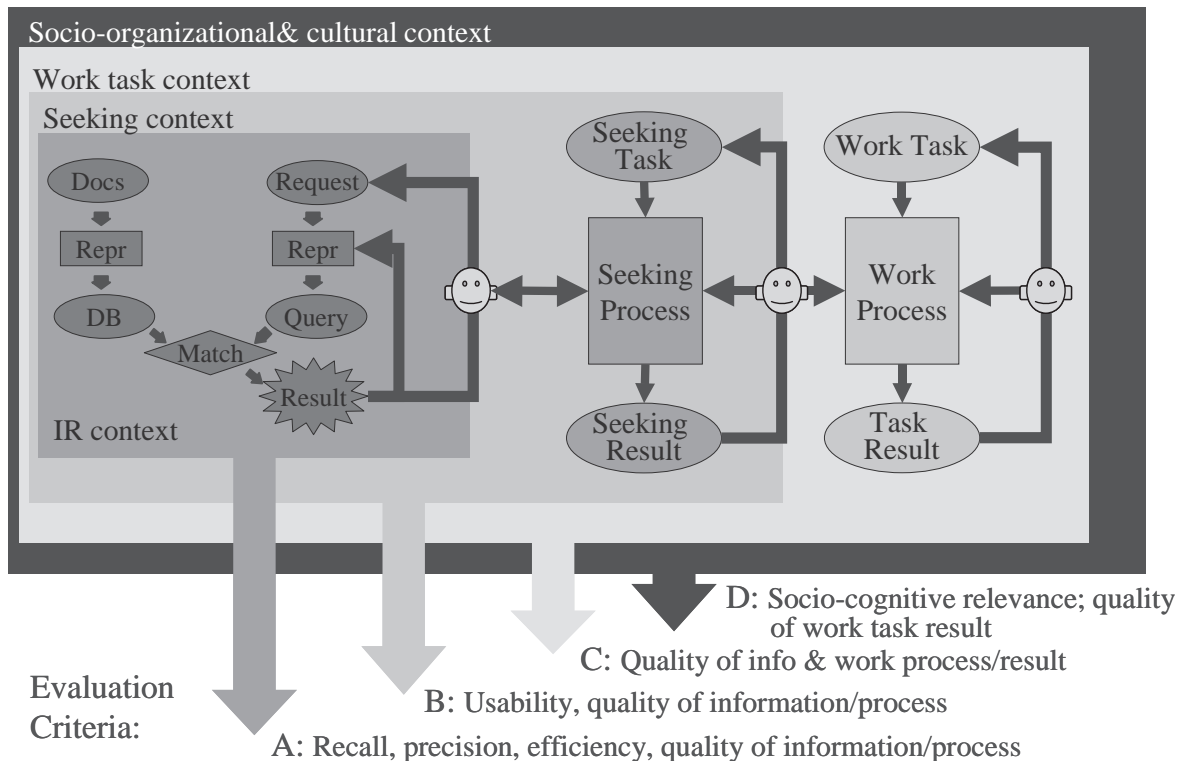 Socio-organizational& cultural context
Work task context
Seeking context
Docs
Repr
DB
Request
Repr
Query
Match
Result
IR context
Seeking
Task
Seeking
Process
Seeking
Result
Work Task
Work
Process
Task
Result
Evaluation
Criteria:
D: Socio-cognitive relevance; quality
of work task result
C: Quality of info & work process/result
B: Usability, quality of information/process
A: Recall, precision, efficiency, quality of information/process